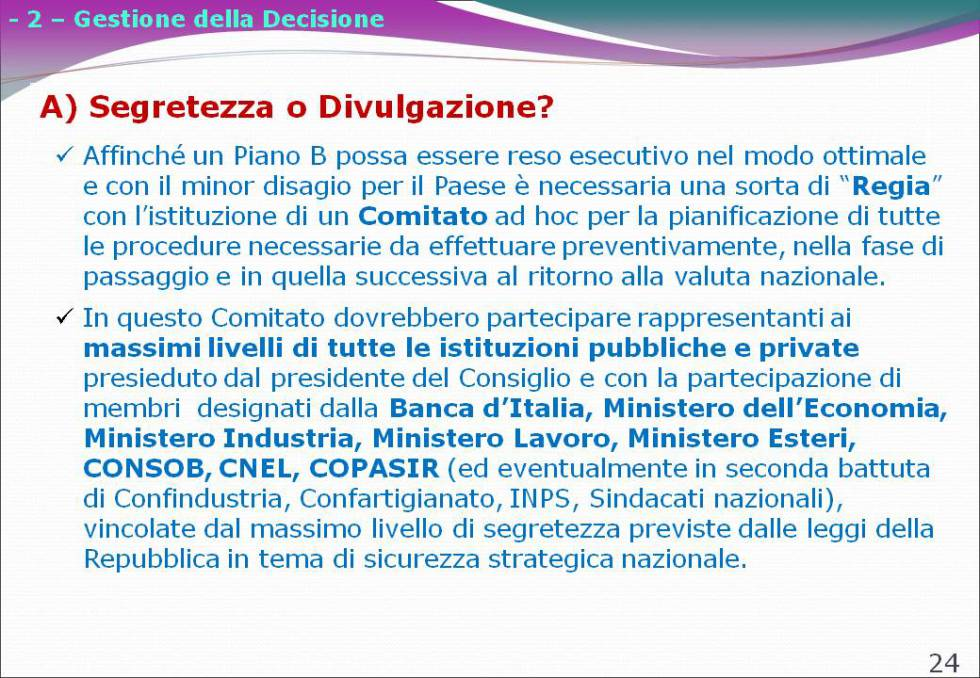 - 2 – Gestione della Decisione
A) Segretezza o Divulgazione?
✓ Affinché un Piano B possa essere reso esecutivo nel modo ottimale
e con il minor disagio per il Paese è necessaria una sorta di “Regia”
con l’istituzione di un Comitato ad hoc per la pianificazione di tutte
le procedure necessarie da effettuare preventivamente, nella fase di
passaggio e in quella successiva al ritorno alla valuta nazionale.
✓ In questo Comitato dovrebbero partecipare rappresentanti ai
massimi livelli di tutte le istituzioni pubbliche e private
presieduto dal presidente del Consiglio e con la partecipazione di
membri designati dalla Banca d’Italia, Ministero dell’Economia,
Ministero Industria, Ministero Lavoro, Ministero Esteri,
CONSOB, CNEL, COPASIR (ed eventualmente in seconda battuta
di Confindustria, Confartigianato, INPS, Sindacati nazionali),
vincolate dal massimo livello di segretezza previste dalle leggi della
Repubblica in tema di sicurezza strategica nazionale.
24